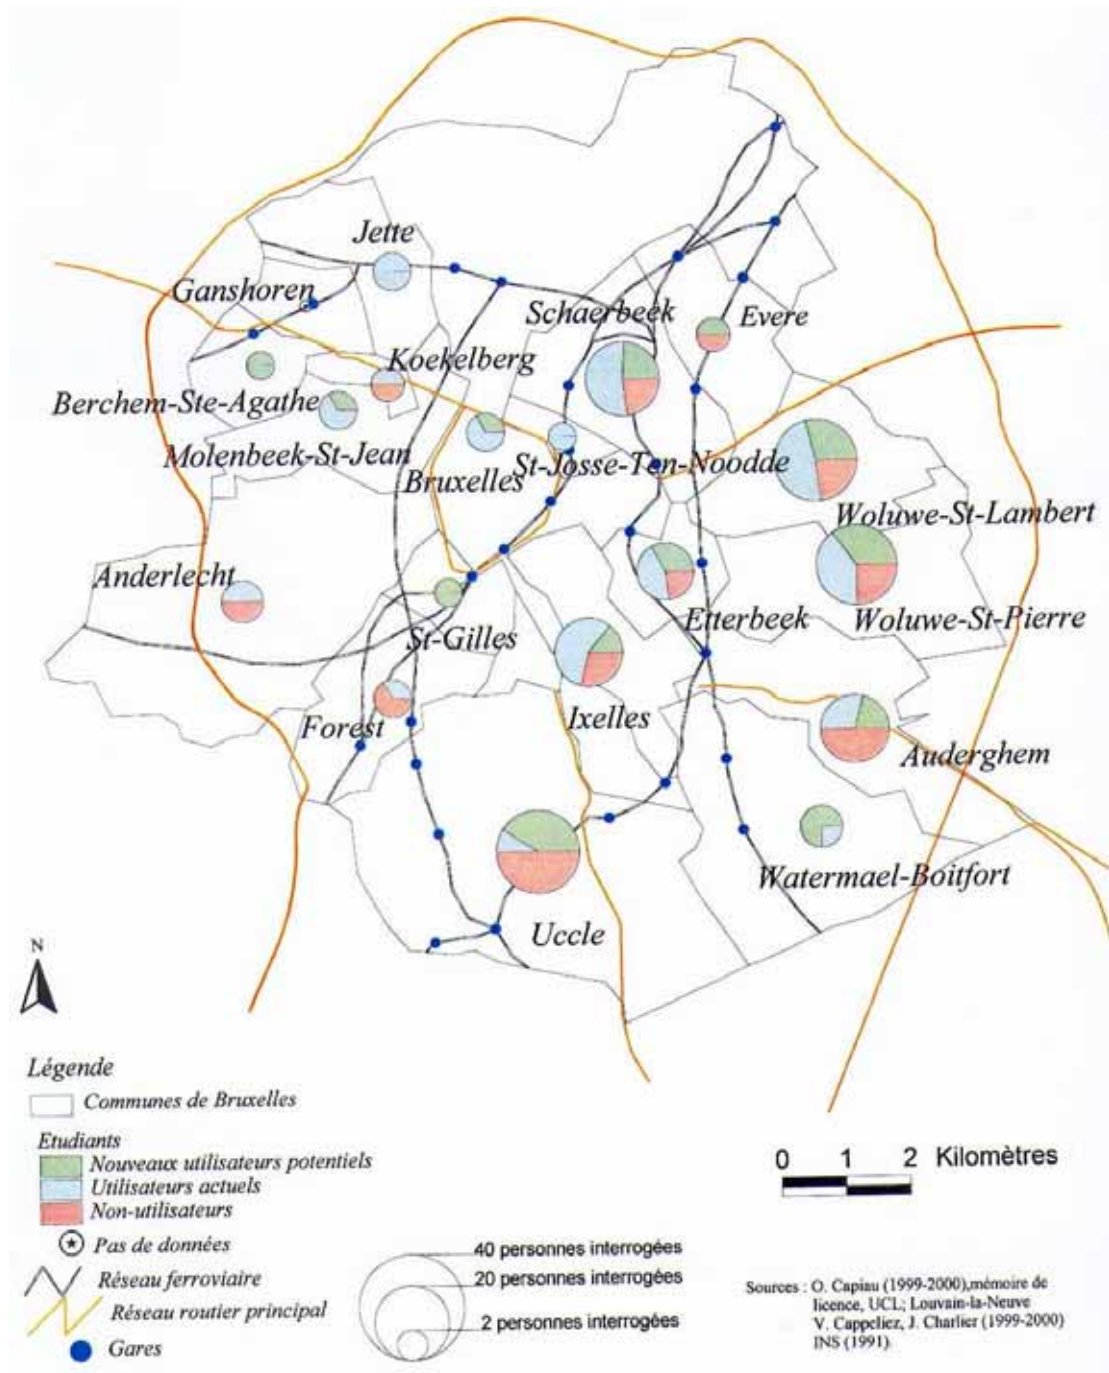 Jette
Ganshoren
Schaerbeek
Evere
Koekelberg
Berchem-Ste-Agathe
Molenbeek-St-Jean
Bruxelles
St-Josse-Ten-Noodde
Woluwe-St-Lambert
Anderlecht
Etterbeek
Woluwe-St-Pierre
St-Gilles
Ixelles
Forest
Auderghem
Watermael-Boitfort
Uccle
N
Légende
Communes de Bruxelles
Etudiants
Nouveaux utilisateurs potentiels
Utilisateurs actuels
Non-utilisateurs
Pas de données
Réseau ferroviaire
Réseau routier principal
Gares
40 personnes interrogées
20 personnes interrogées
2 personnes interrogées
0 1 2 Kilomètres
Sources : O. Capiau (1999-2000),mémoire de
licence, UCL; Louvain-la-Neuve
V. Cappeliez, J. Charlier (1999-2000)
INS (1991).